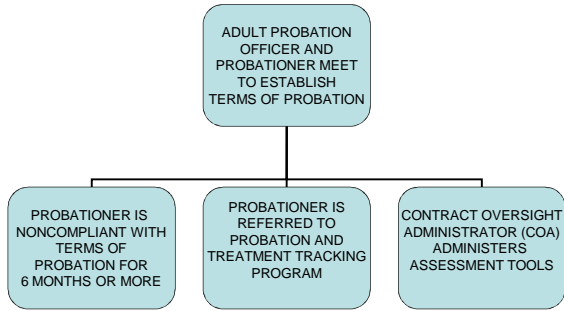 ADULT PROBATION
OFFICER AND
PROBATIONER MEET
TO ESTABLISH
TERMS OF PROBATION
PROBATIONER IS
NONCOMPLIANT WITH
TERMS OF
PROBATION FOR
6 MONTHS OR MORE
PROBATIONER IS
REFERRED TO
PROBATION AND
TREATMENT TRACKING
PROGRAM
CONTRACT OVERSIGHT
ADMINISTRATOR (COA)
ADMINISTERS
ASSESSMENT TOOLS